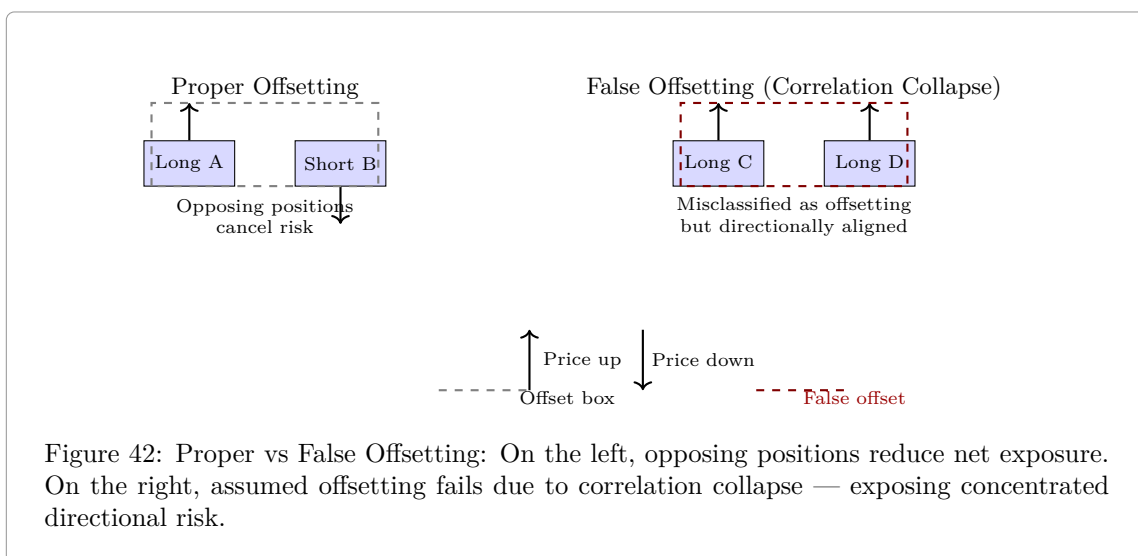 Proper Offsetting
Long A
Short B
Opposing positions
cancel risk
False Offsetting (Correlation Collapse)
Long C
Long D
Misclassified as offsetting
but directionally aligned
Price up
Price down
Offset box
False offset
Figure 42: Proper vs False Offsetting: On the left, opposing positions reduce net exposure.
On the right, assumed offsetting fails due to correlation collapse — exposing concentrated
directional risk.